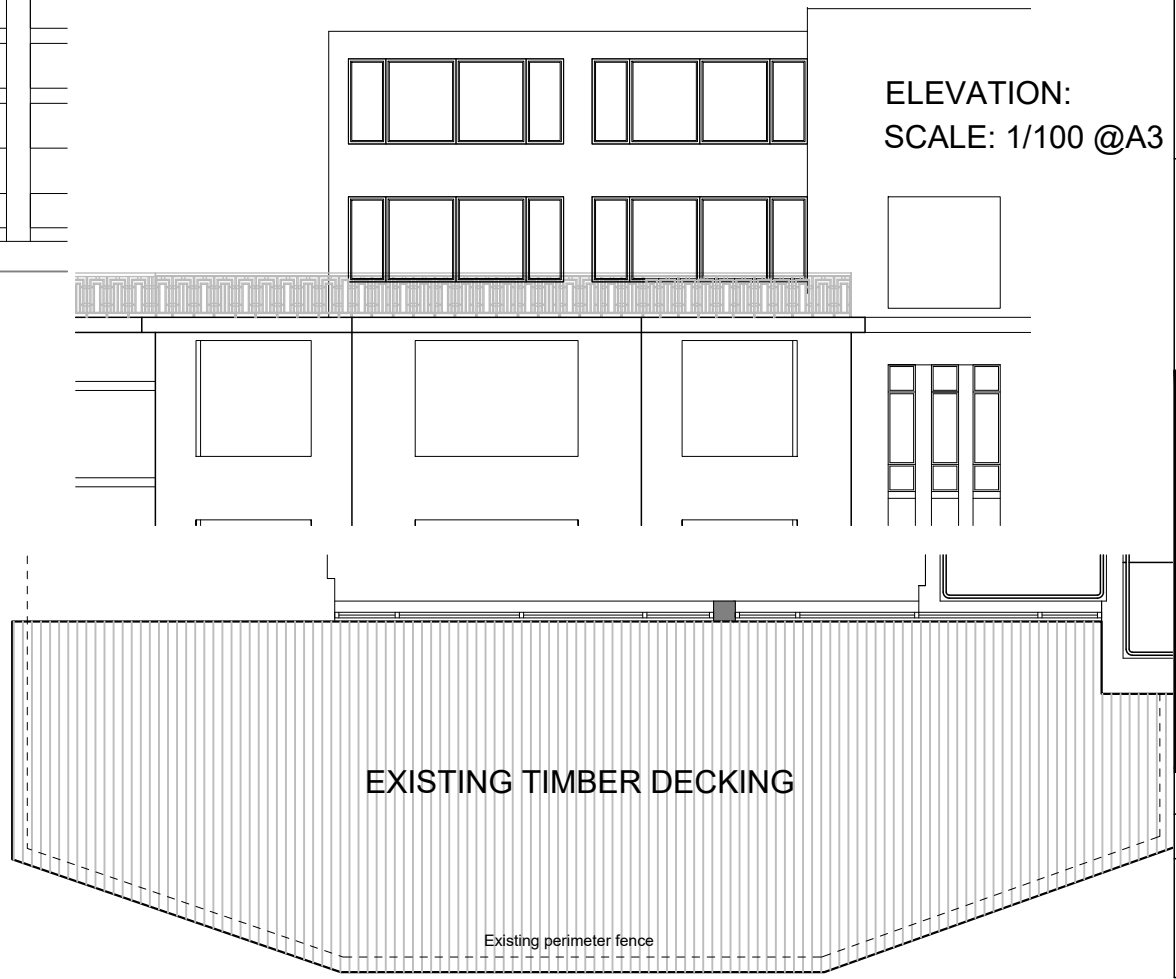 ELEVATION:
SCALE: 1/100 @A3
EXISTING TIMBER DECKING
Existing perimeter fence